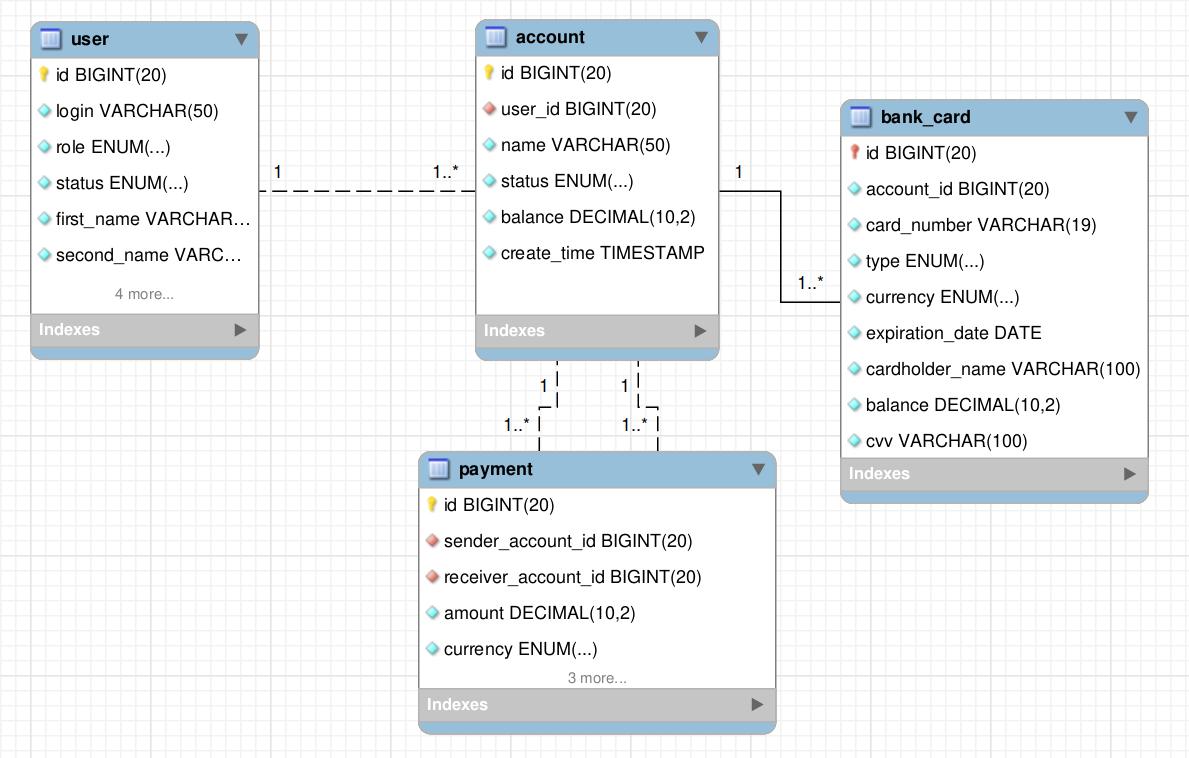 user
id BIGINT(20)
login VARCHAR(50)
role ENUM(...)
status ENUM(...)
first_name VARCHAR...
second_name VARC...
4 more...
Indexes
1
1..*
account
id BIGINT(20)
user_id BIGINT(20)
name VARCHAR(50)
status ENUM(...)
balance DECIMAL(10,2)
create_time TIMESTAMP
Indexes
1
1..*
bank_card
id BIGINT(20)
account_id BIGINT(20)
card_number VARCHAR(19)
type ENUM(...)
currency ENUM(...)
expiration_date DATE
cardholder_name VARCHAR(100)
balance DECIMAL(10,2)
cvv VARCHAR(100)
Indexes
1
1
1..*
1..*
payment
id BIGINT(20)
sender_account_id BIGINT(20)
receiver_account_id BIGINT(20)
amount DECIMAL(10,2)
currency ENUM(...)
3 more...
Indexes